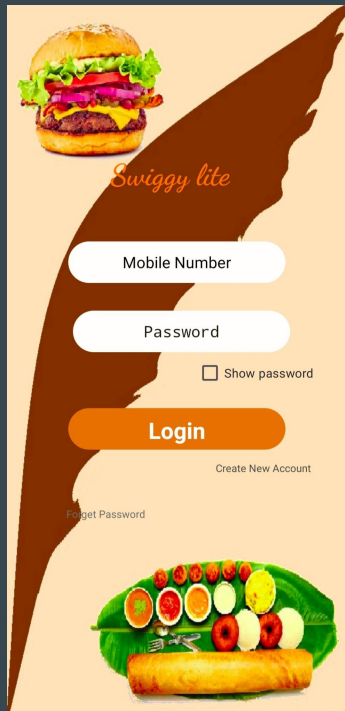 Swiggy lite
Mobile Number
Password
Show password
Login
Create New Account
Forget Password